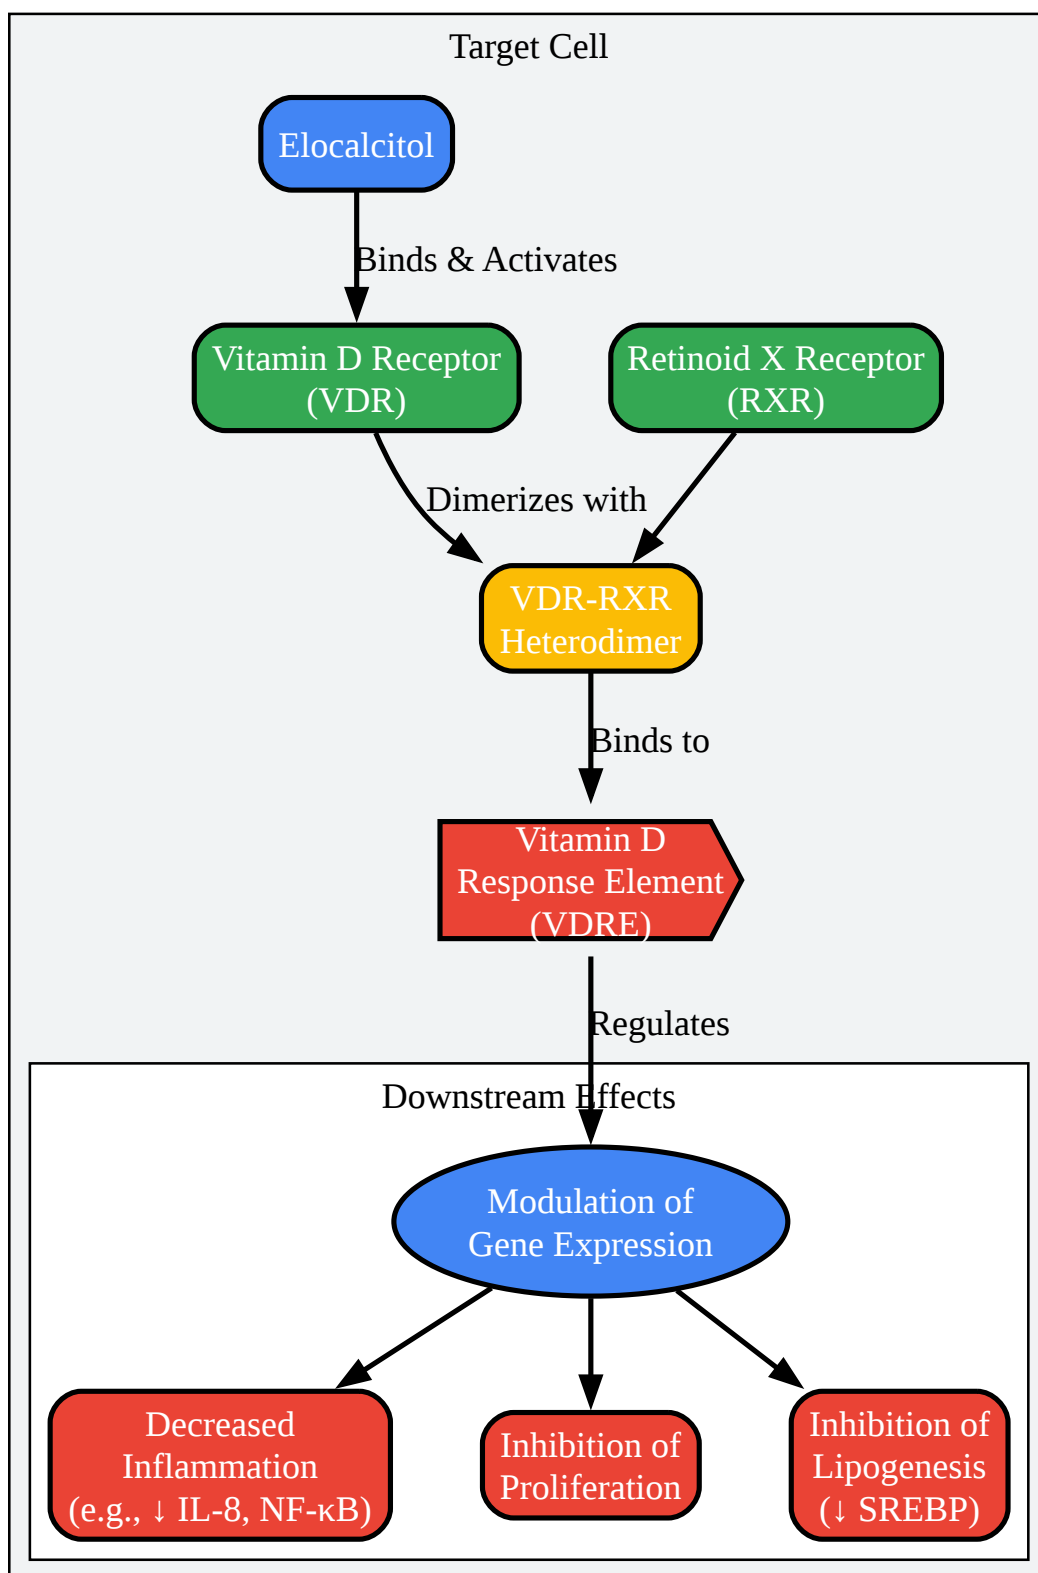 Target Cell
Elocalcitol
Binds & Activates
Vitamin D Receptor
(VDR)
Retinoid X Receptor
(RXR)
Dimerizes with
VDR-RXR
Heterodimer
Binds to
Vitamin D
Response Element
(VDRE)
Regulates
Downstream Effects
Modulation of
Gene Expression
Decreased
Inflammation
(e.g., ↓ IL-8, NF-κB)
Inhibition of
Proliferation
Inhibition of
Lipogenesis
(↓ SREBP)